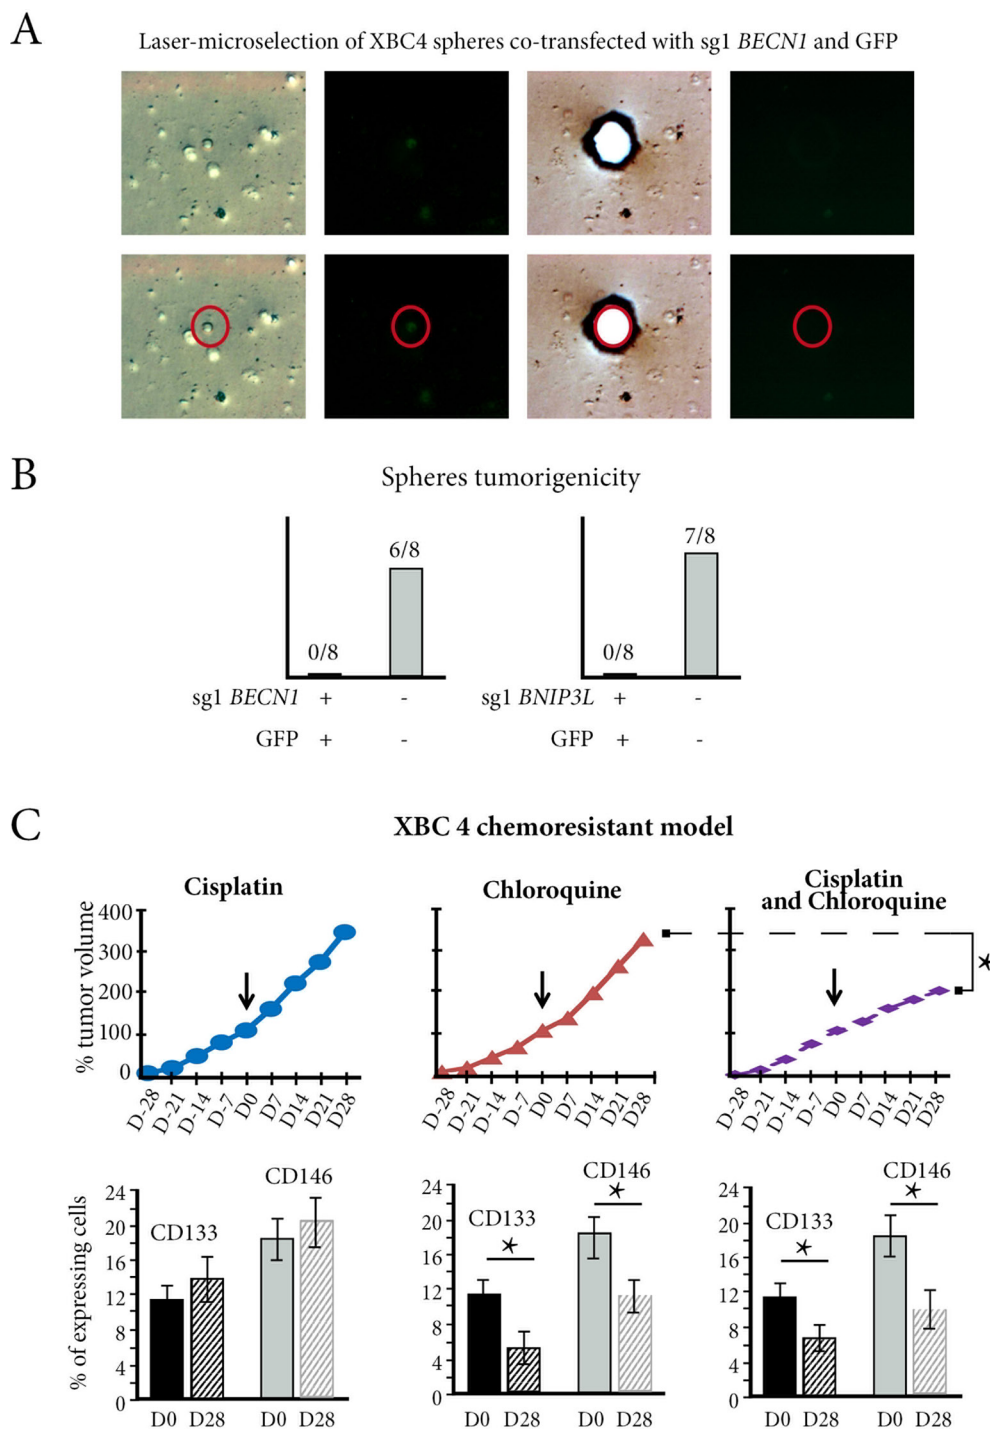 A
Laser-microselection of XBC4 spheres co-transfected with sg1 BECN1 and GFP
B
Spheres tumorigenicity
6/8
0/8
sg1 BECN1 + -
GFP + -
7/8
0/8
sg1 BNIP3L + -
GFP + -
C
XBC 4 chemoresistant model
Cisplatin
% tumor volume
400
300
200
100
0
D-28 D-21 D-14 D-7 D0 D7 D14 D21 D28
Chloroquine
D-28 D-21 D-14 D-7 D0 D7 D14 D21 D28
Cisplatin
and Chloroquine
D-28 D-21 D-14 D-7 D0 D7 D14 D21 D28
% of expressing cells
24
20
16
12
8
4
0
CD133
CD146
D0 D28 D0 D28
24
20
16
12
8
4
0
CD133
CD146
D0 D28 D0 D28
24
20
16
12
8
4
0
CD133
CD146
D0 D28 D0 D28